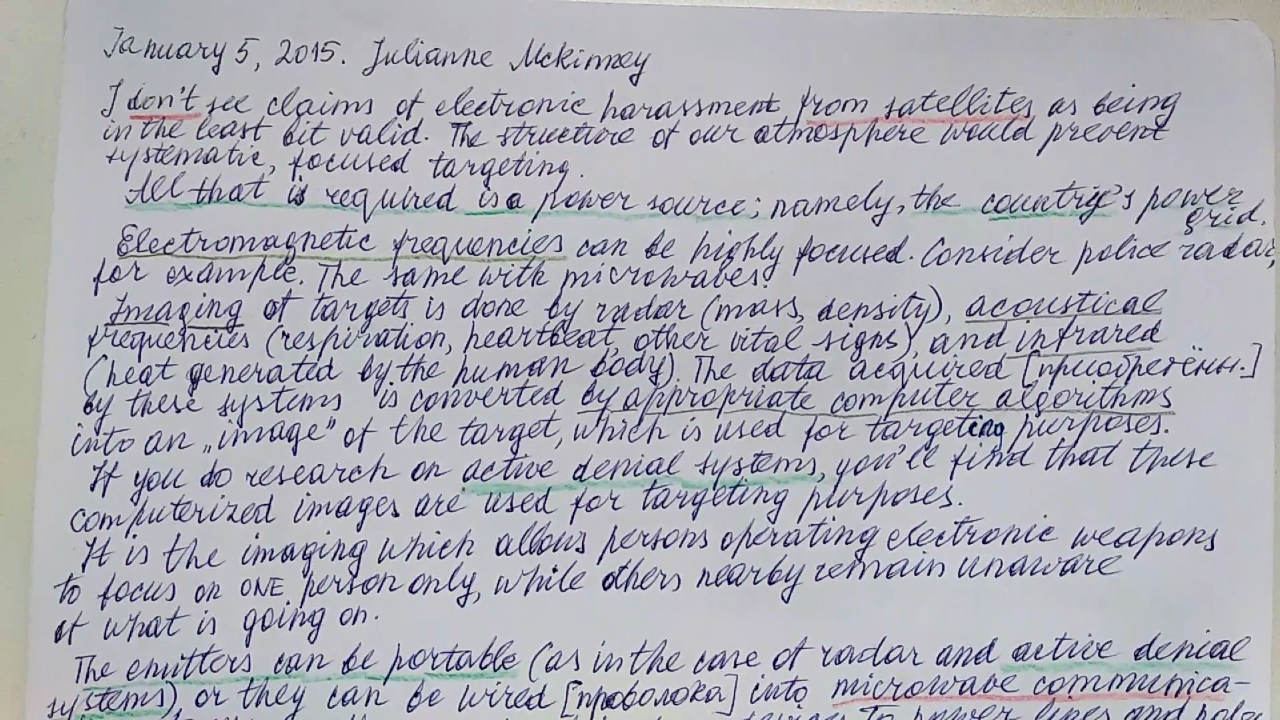 January 5, 2015. Julianne McKinney
I don't see claims of electronic harassment from satellites as being
in the least bit valid. The structure of our atmosphere would prevent
systematic, focused targeting.
All that is required is a power source; namely, the country's power
grid.
Electromagnetic frequencies can be highly focused. Consider police radar,
for example. The same with microwaves.
Imaging of targets is done by radar (mass, density), acoustical
frequencies (respiration, heartbeat, other vital signs), and infrared
(heat generated by the human body). The data acquired [приобретённ.]
by these systems is converted by appropriate computer algorithms
into an „image" of the target, which is used for targeting purposes.
If you do research on active denial systems, you'll find that these
computerized images are used for targeting purposes.
It is the imaging which allows persons operating electronic weapons
to focus on ONE person only, while others nearby remain unaware
of what is going on.
The emitters can be portable (as in the case of radar and active denial
systems), or they can be wired [проволока] into microwave communica-
to power lines and